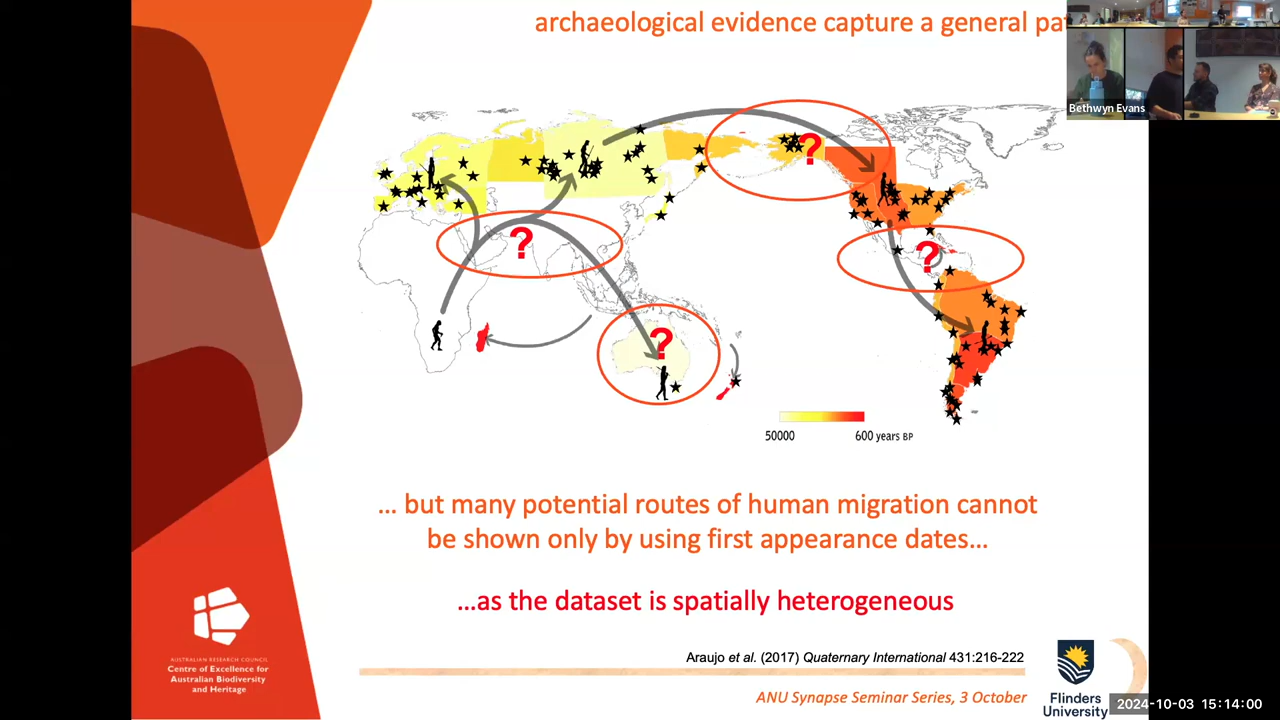 archaeological evidence capture a general pa
Bethwyn Evans
?
?
?
?
50000
600 years BP
... but many potential routes of human migration cannot
be shown only by using first appearance dates...
...as the dataset is spatially heterogeneous
Araujo et al. (2017) Quaternary International 431:216-222
AUSTRALIAN RESEARCH COUNCIL
Centre of Excellence for
Australian Biodiversity
and Heritage
ANU Synapse Seminar Series, 3 October
Flinders
University
2024-10-03 15:14:00